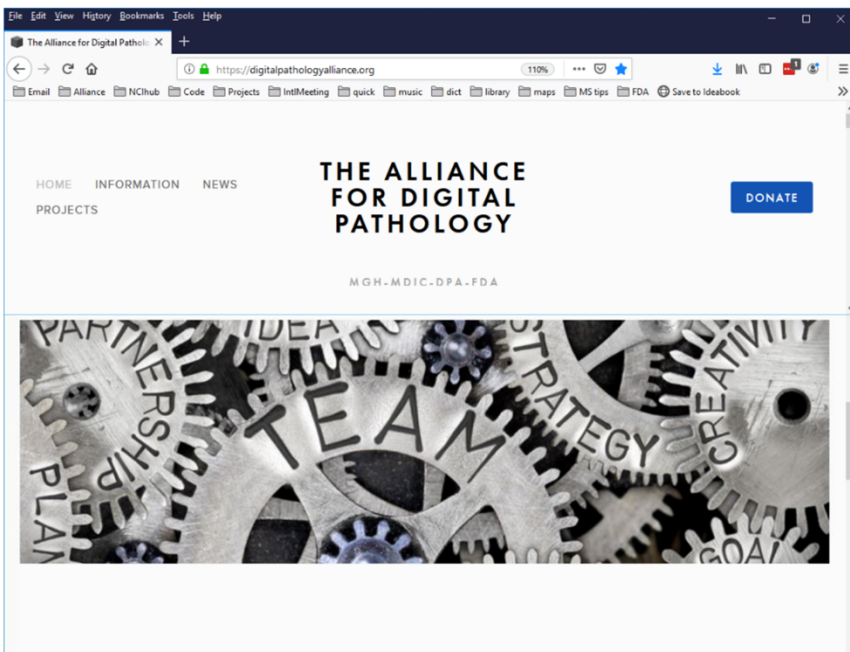 File Edit View History Bookmarks Tools Help
The Alliance for Digital Patholo
https://digitalpathologyalliance.org 110%
1
Email Alliance NCIhub Code Projects IntlMeeting quick music dict library maps MS tips FDA Save to Ideabook
HOME INFORMATION NEWS
PROJECTS
THE ALLIANCE
FOR DIGITAL
PATHOLOGY
DONATE
MGH-MDIC-DPA-FDA
PARTNERSHIP
IDEA
STRATEGY
CREATIVITY
TEAM
PLAN
GOAL